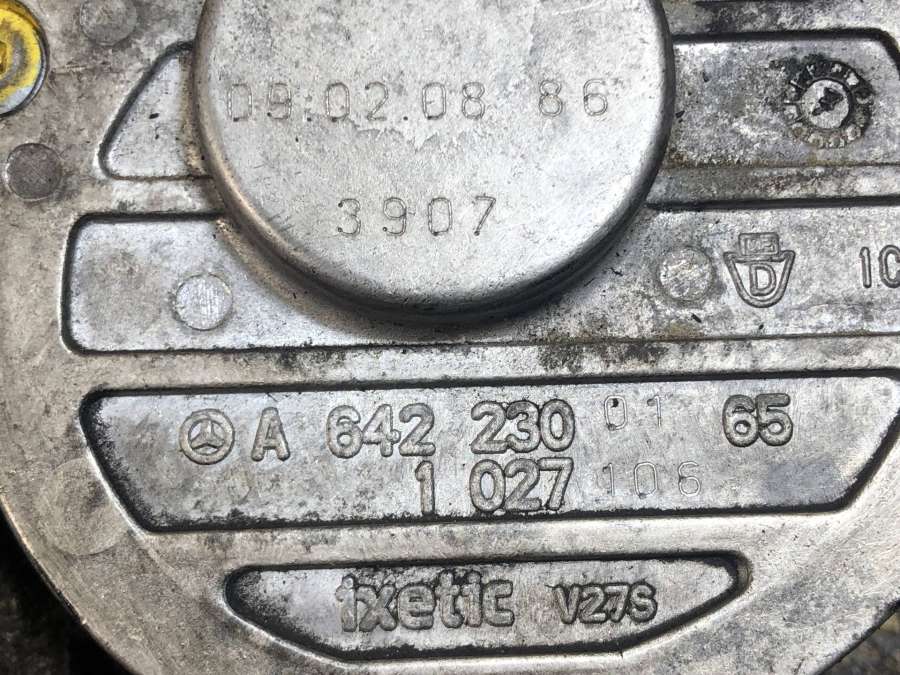 09.02.08 86
3907
D
A 642 230 01 65
1 027 106
ixetic V27S